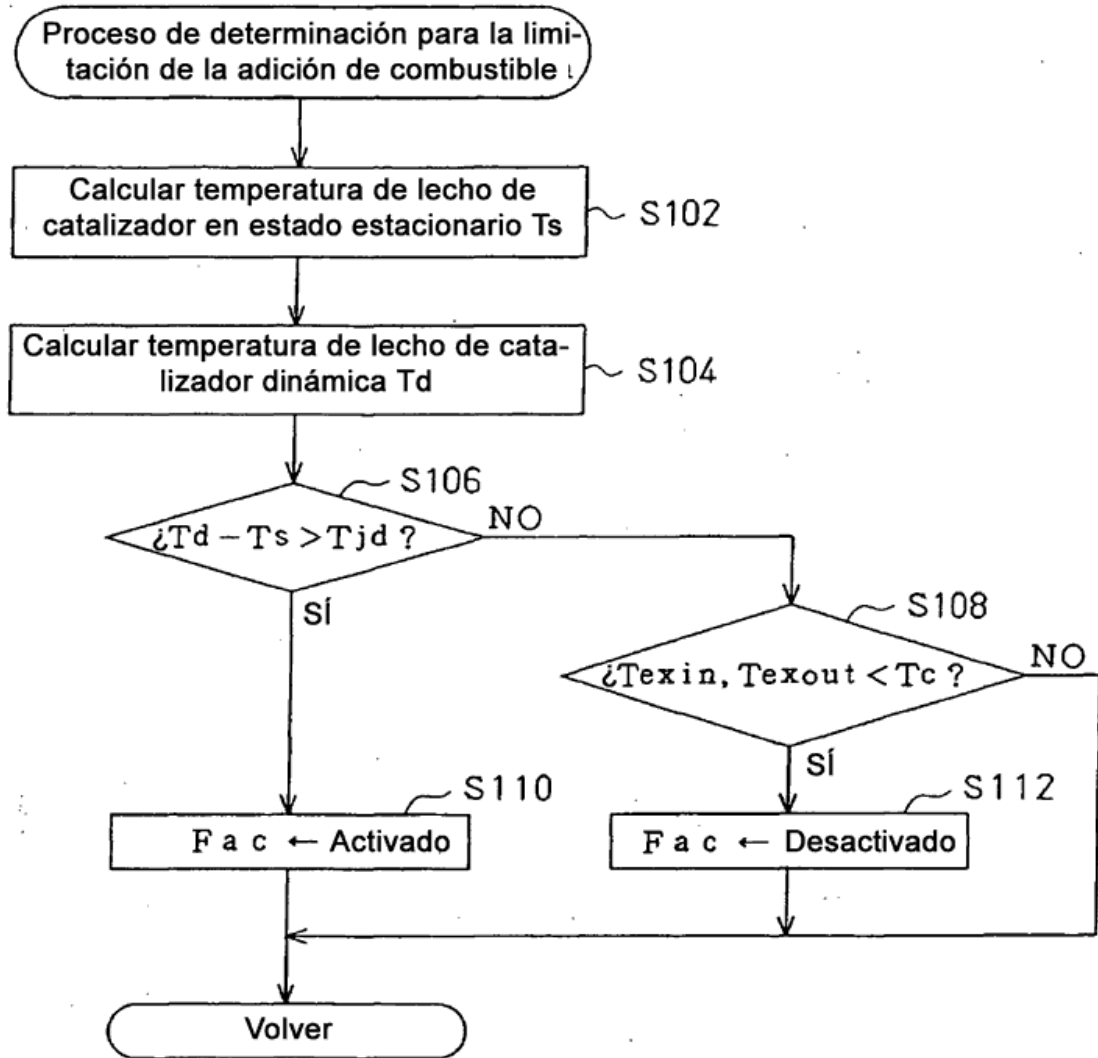 Proceso de determinación para la limi-
tación de la adición de combustible
Calcular temperatura de lecho de
catalizador en estado estacionario Ts
S102
Calcular temperatura de lecho de cata-
lizador dinámica Td
S104
S106
¿Td-Ts>Tjd?
NO
SÍ
S108
¿Texin, Texout<Tc?
NO
SÍ
S110
Fac ← Activado
S112
Fac ← Desactivado
Volver